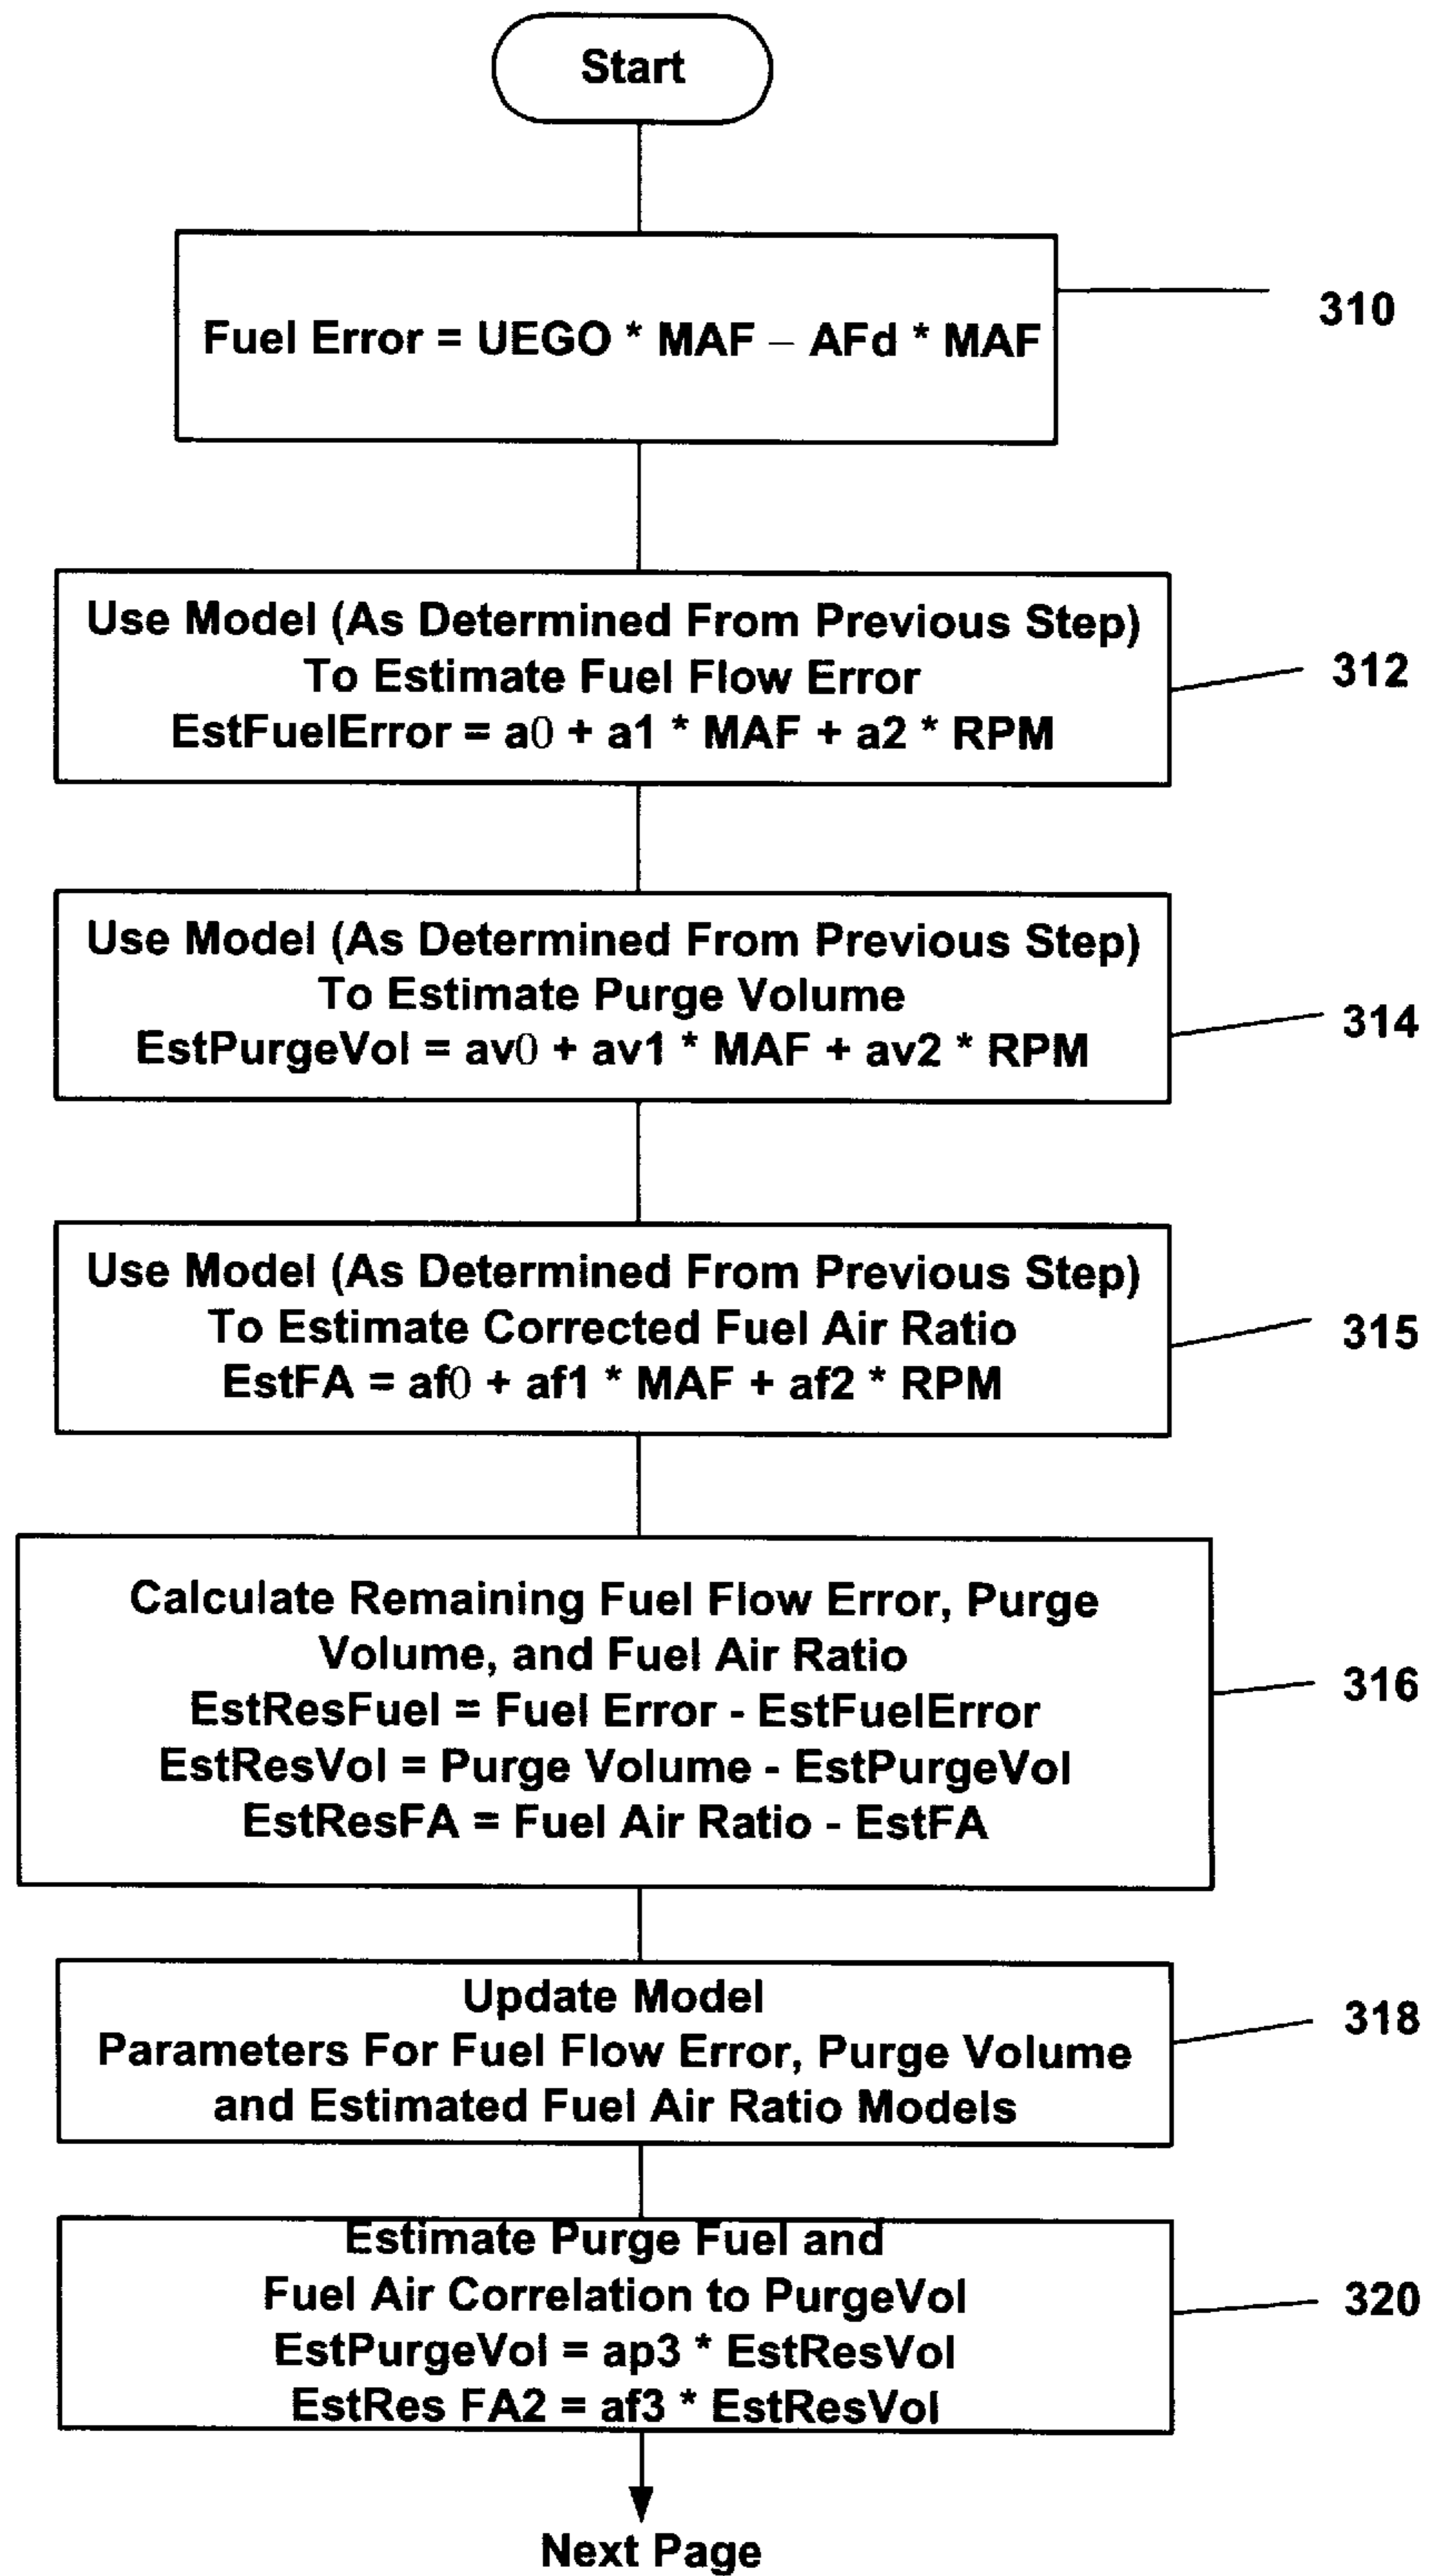 Start
Fuel Error = UEGO * MAF – AFd * MAF
310
Use Model (As Determined From Previous Step)
To Estimate Fuel Flow Error
EstFuelError = a0 + a1 * MAF + a2 * RPM
312
Use Model (As Determined From Previous Step)
To Estimate Purge Volume
EstPurgeVol = av0 + av1 * MAF + av2 * RPM
314
Use Model (As Determined From Previous Step)
To Estimate Corrected Fuel Air Ratio
EstFA = af0 + af1 * MAF + af2 * RPM
315
Calculate Remaining Fuel Flow Error, Purge
Volume, and Fuel Air Ratio
EstResFuel = Fuel Error - EstFuelError
EstResVol = Purge Volume - EstPurgeVol
EstResFA = Fuel Air Ratio - EstFA
316
Update Model
Parameters For Fuel Flow Error, Purge Volume
and Estimated Fuel Air Ratio Models
318
Estimate Purge Fuel and
Fuel Air Correlation to PurgeVol
EstPurgeVol = ap3 * EstResVol
EstRes FA2 = af3 * EstResVol
320
Next Page